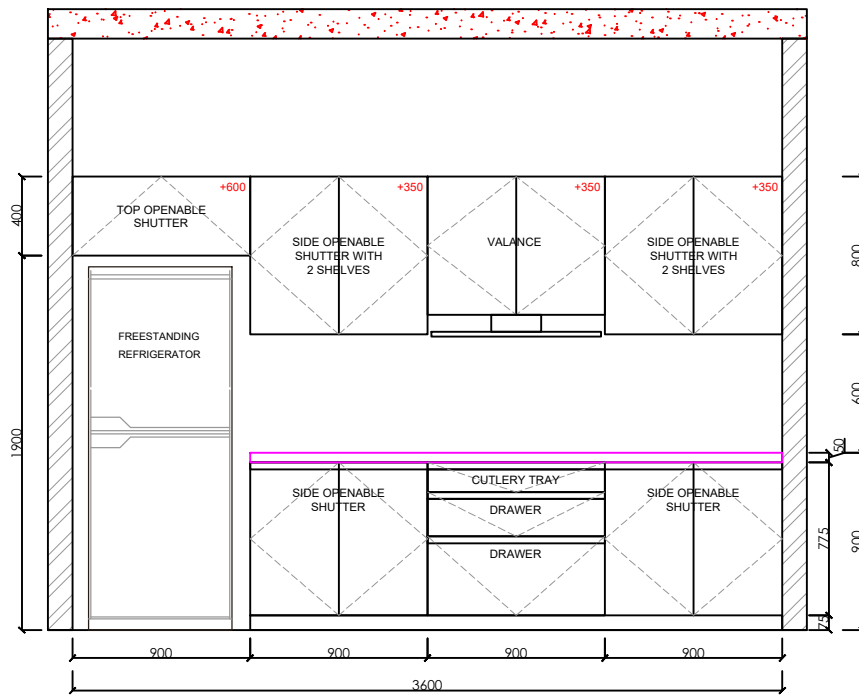 +600
+350
+350
+350
TOP OPENABLE
SHUTTER
SIDE OPENABLE
SHUTTER WITH
2 SHELVES
VALANCE
SIDE OPENABLE
SHUTTER WITH
2 SHELVES
400
800
FREESTANDING
REFRIGERATOR
1900
600
50
SIDE OPENABLE
SHUTTER
CUTLERY TRAY
DRAWER
DRAWER
SIDE OPENABLE
SHUTTER
775
900
75
900
900
900
900
3600